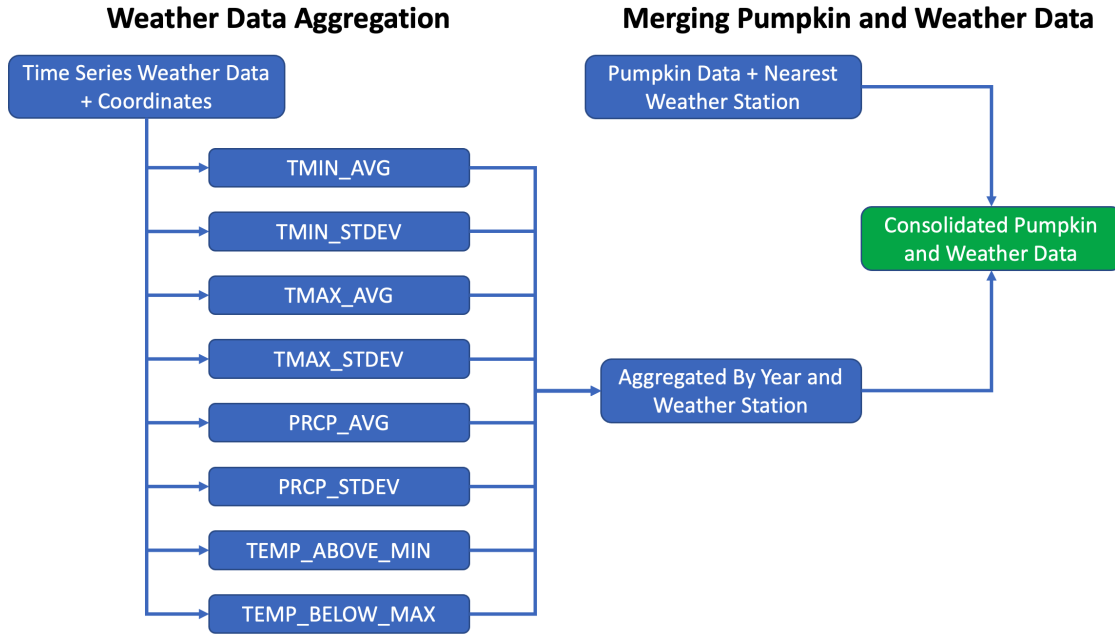 Weather Data Aggregation
Time Series Weather Data
+ Coordinates
TMIN_AVG
TMIN_STDEV
TMAX_AVG
TMAX_STDEV
PRCP_AVG
PRCP_STDEV
TEMP_ABOVE_MIN
TEMP_BELOW_MAX
Merging Pumpkin and Weather Data
Pumpkin Data + Nearest
Weather Station
Consolidated Pumpkin
and Weather Data
Aggregated By Year and
Weather Station